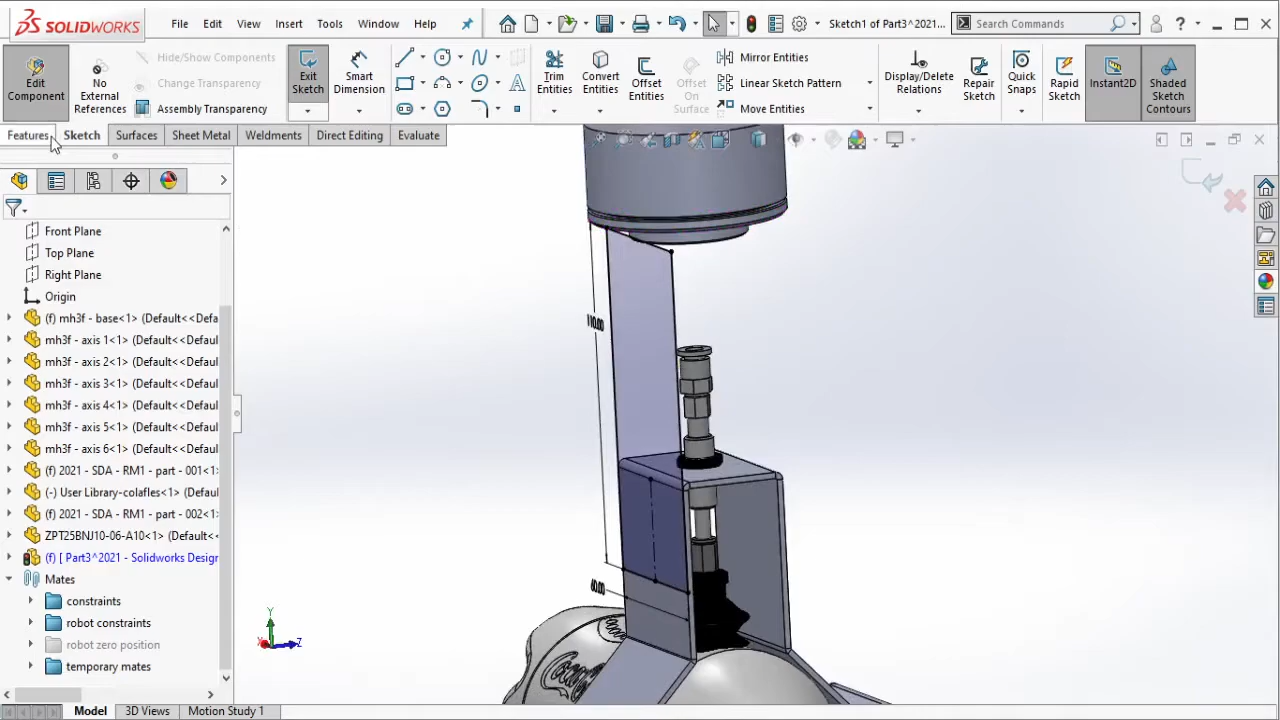 SOLIDWORKS
File Edit View Insert Tools Window Help
Sketch1 of Part3^2021...
Search Commands
Edit Component
No External References
Hide/Show Components
Change Transparency
Assembly Transparency
Exit Sketch
Smart Dimension
Trim Entities
Convert Entities
Offset Entities
Offset On Surface
Mirror Entities
Linear Sketch Pattern
Move Entities
Display/Delete Relations
Repair Sketch
Quick Snaps
Rapid Sketch
Instant2D
Shaded Sketch Contours
Features Sketch Surfaces Sheet Metal Weldments Direct Editing Evaluate
Front Plane
Top Plane
Right Plane
Origin
(f) mh3f - base<1> (Default<<Defa
mh3f - axis 1<1> (Default<<Defaul
mh3f - axis 2<1> (Default<<Defaul
mh3f - axis 3<1> (Default<<Defaul
mh3f - axis 4<1> (Default<<Defaul
mh3f - axis 5<1> (Default<<Defaul
mh3f - axis 6<1> (Default<<Defaul
(f) 2021 - SDA - RM1 - part - 001<1>
(-) User Library-colafles<1> (Default
(f) 2021 - SDA - RM1 - part - 002<1>
ZPT25BNJ10-06-A10<1> (Default<
(f) [ Part3^2021 - Solidworks Design
Mates
constraints
robot constraints
robot zero position
temporary mates
110.00
60.00
Y
X
Z
Model 3D Views Motion Study 1